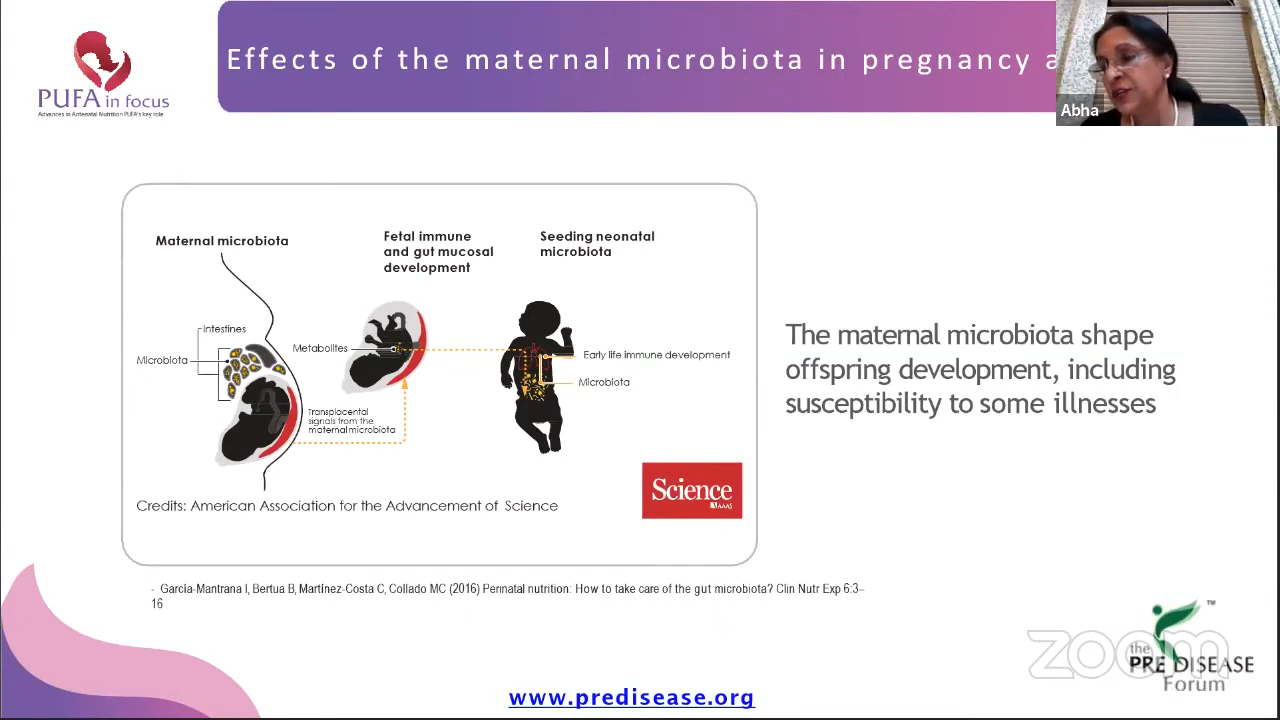 PUFA in focus
Advances in Antenatal Nutrition PUFA's key role
Effects of the maternal microbiota in pregnancy
Abha
Maternal microbiota
Fetal immune
and gut mucosal
development
Seeding neonatal
microbiota
Intestines
Microbiota
Metabolites
Transplacental
signals from the
maternal microbiota
Early life immune development
Microbiota
Credits: American Association for the Advancement of Science
Science
AAAS
The maternal microbiota shape
offspring development, including
susceptibility to some illnesses
- García-Mantrana I, Bertua B, Martínez-Costa C, Collado MC (2016) Perinatal nutrition: How to take care of the gut microbiota? Clin Nutr Exp 6:3–
16
zoom
the
PRE DISEASE
Forum
TM
www.predisease.org